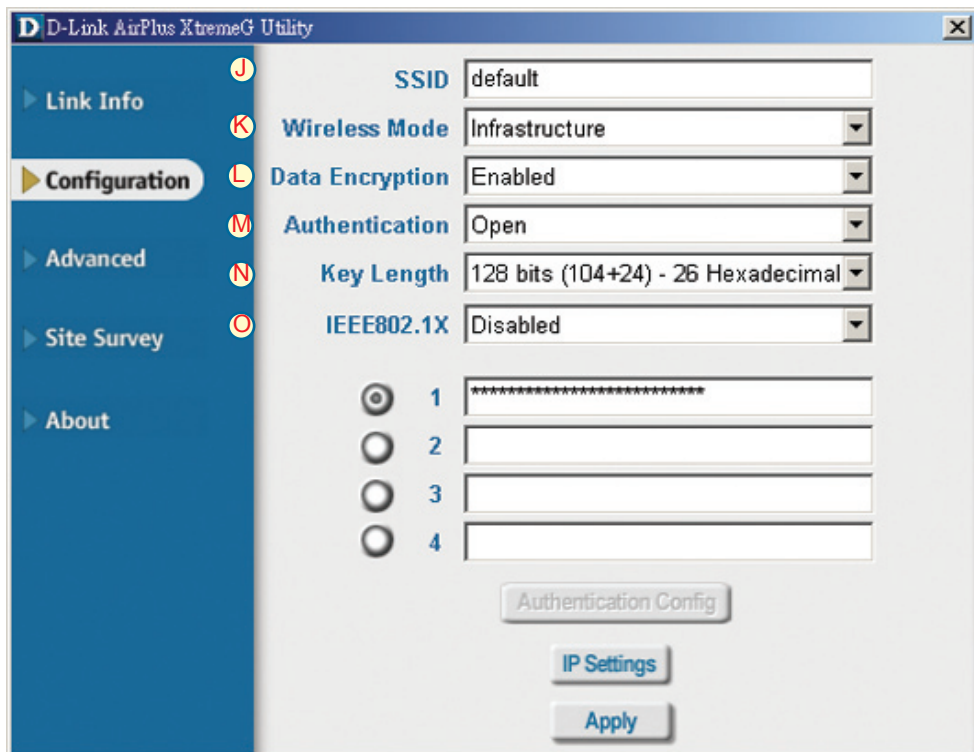 D D-Link AirPlus XtremeG Utility
Link Info
Configuration
Advanced
Site Survey
About
J SSID default
K Wireless Mode Infrastructure
L Data Encryption Enabled
M Authentication Open
N Key Length 128 bits (104+24) - 26 Hexadecimal
O IEEE802.1X Disabled
1 **************************
2
3
4
Authentication Config
IP Settings
Apply